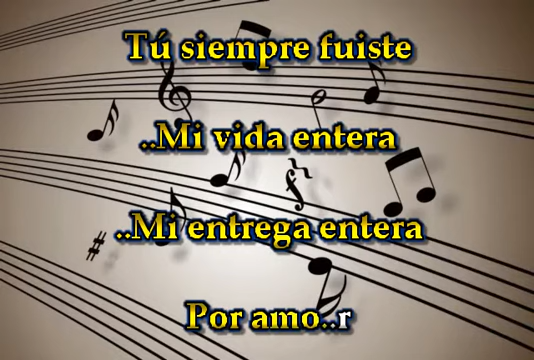 Tú siempre fuiste
..Mi vida entera
..Mi entrega entera
Por amo..r